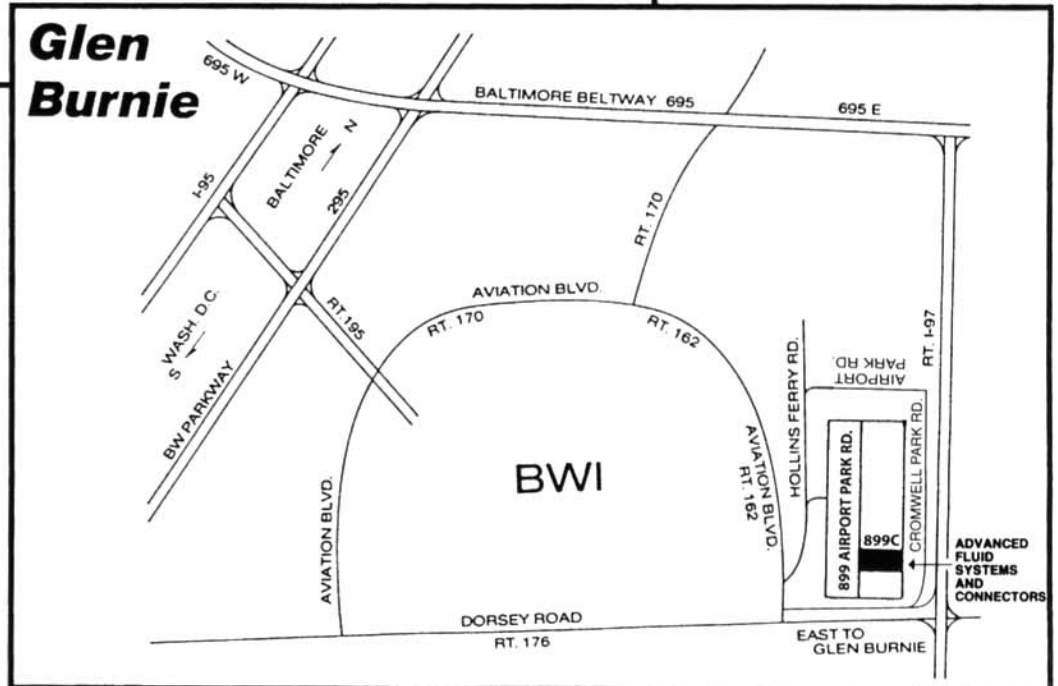 Glen
Burnie
695 W
BALTIMORE BELTWAY 695
695 E
I-95
BALTIMORE
N
295
RT. 170
S WASH. D.C.
RT. 195
BW PARKWAY
AVIATION BLVD.
RT. 170
RT. 162
HOLLINS FERRY RD.
AIRPORT
PARK RD.
RT. I-97
AVIATION BLVD.
BWI
AVIATION BLVD.
RT. 162
899 AIRPORT PARK RD.
899C
CROMWELL PARK RD.
ADVANCED
FLUID
SYSTEMS
AND
CONNECTORS
DORSEY ROAD
RT. 176
EAST TO
GLEN BURNIE